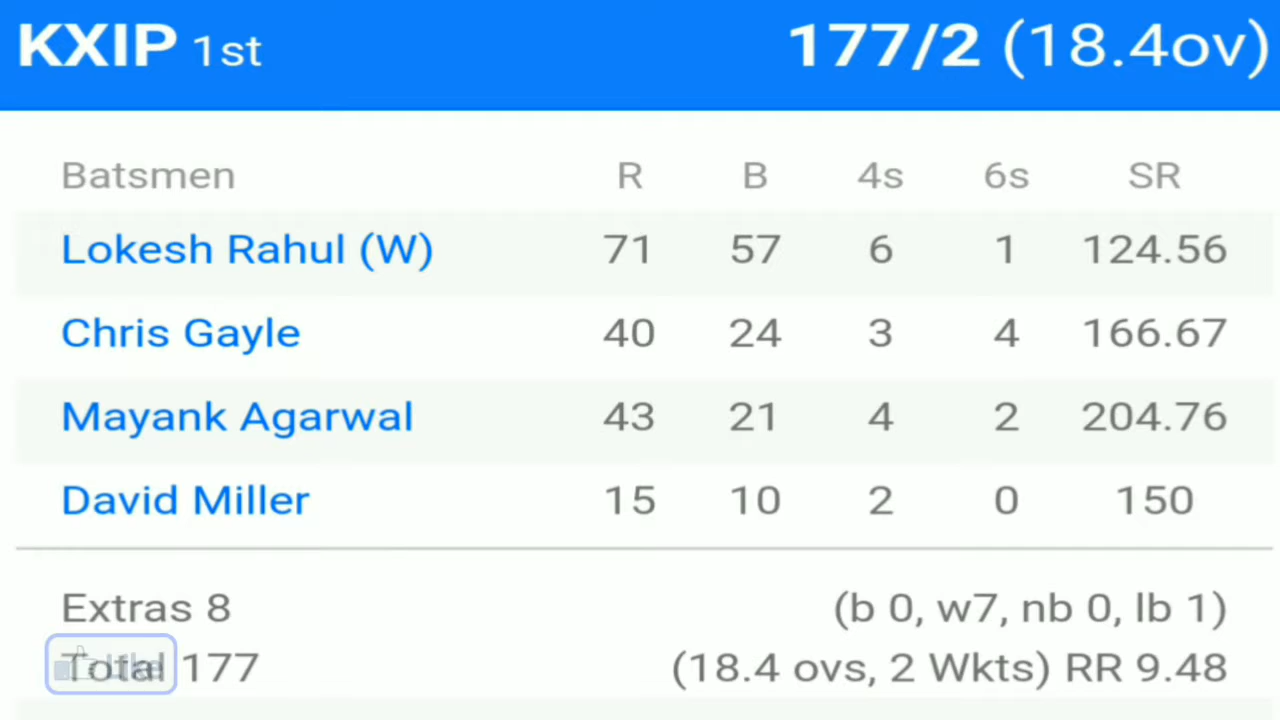 KXIP 1st 177/2 (18.4ov)
Batsmen R B 4s 6s SR
Lokesh Rahul (W) 71 57 6 1 124.56
Chris Gayle 40 24 3 4 166.67
Mayank Agarwal 43 21 4 2 204.76
David Miller 15 10 2 0 150
Extras 8 (b 0, w7, nb 0, lb 1)
Total 177 (18.4 ovs, 2 Wkts) RR 9.48